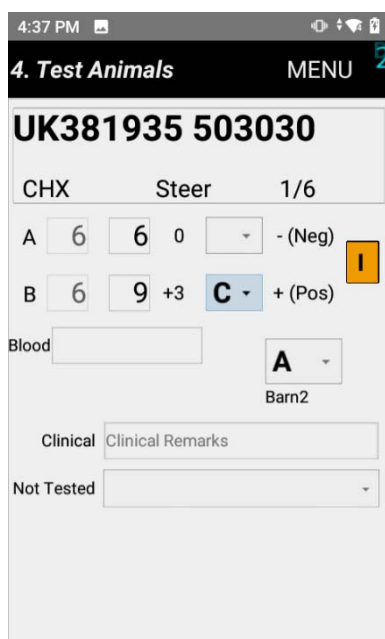 4:37 PM
4. Test Animals MENU 2
UK381935 503030
CHX Steer 1/6
A 6 6 0 - (Neg)
I
B 6 9 +3 C + (Pos)
Blood
A
Barn2
Clinical Clinical Remarks
Not Tested